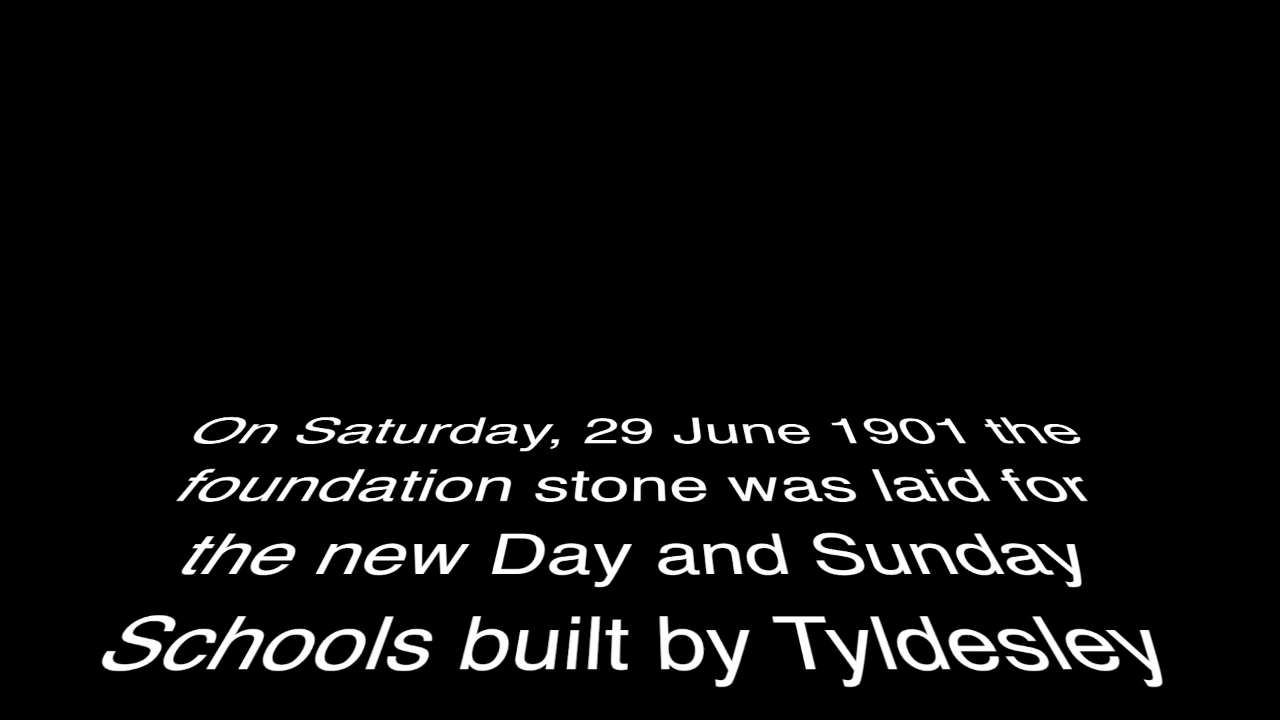 On Saturday, 29 June 1901 the
foundation stone was laid for
the new Day and Sunday
Schools built by Tyldesley